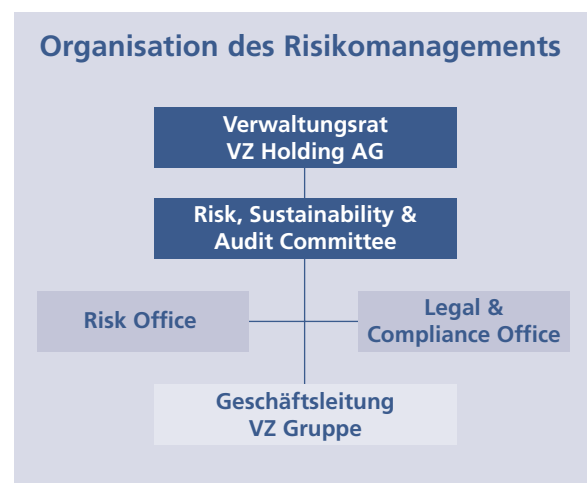 Organisation des Risikomanagements
Verwaltungsrat
VZ Holding AG
Risk, Sustainability &
Audit Committee
Risk Office
Legal &
Compliance Office
Geschäftsleitung
VZ Gruppe